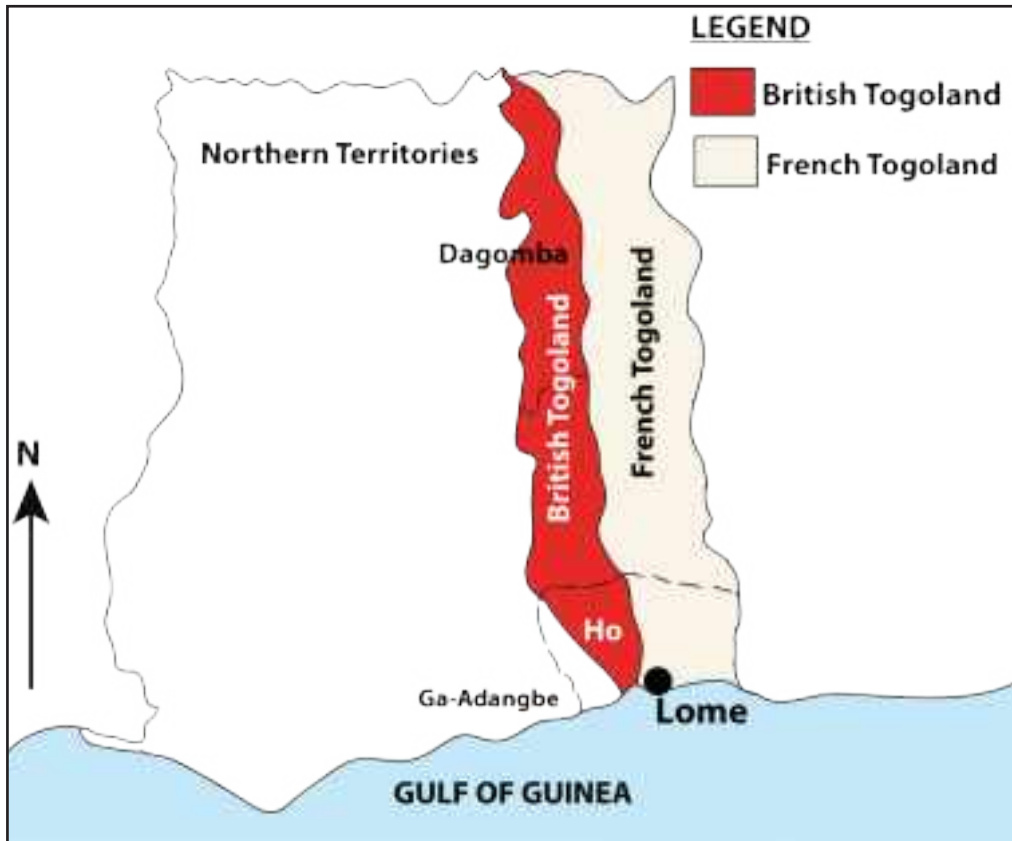 LEGEND
British Togoland
French Togoland
Northern Territories
Dagomba
British Togoland
French Togoland
N
Ho
Ga-Adangbe
Lome
GULF OF GUINEA